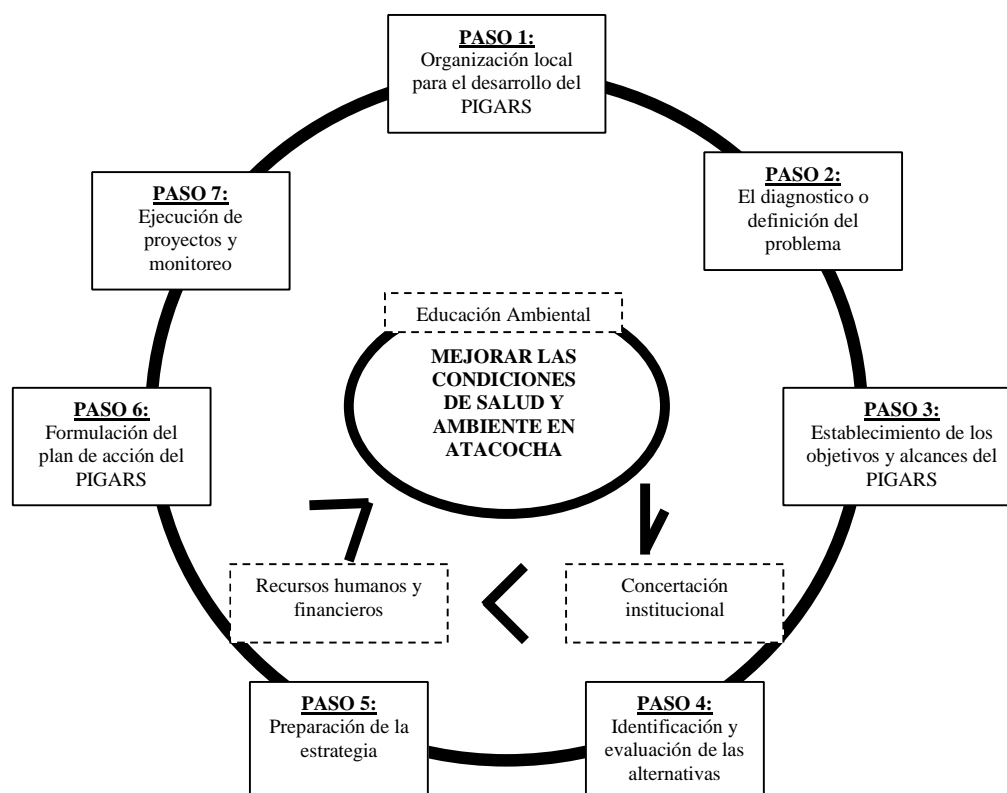 PASO 1:
Organización local
para el desarrollo del
PIGARS
PASO 2:
El diagnostico o
definición del
problema
PASO 3:
Establecimiento de los
objetivos y alcances del
PIGARS
PASO 4:
Identificación y
evaluación de las
alternativas
PASO 5:
Preparación de la
estrategia
PASO 6:
Formulación del
plan de acción del
PIGARS
PASO 7:
Ejecución de
proyectos y
monitoreo
Educación Ambiental
MEJORAR LAS
CONDICIONES
DE SALUD Y
AMBIENTE EN
ATACOCHA
Concertación
institucional
Recursos humanos y
financieros